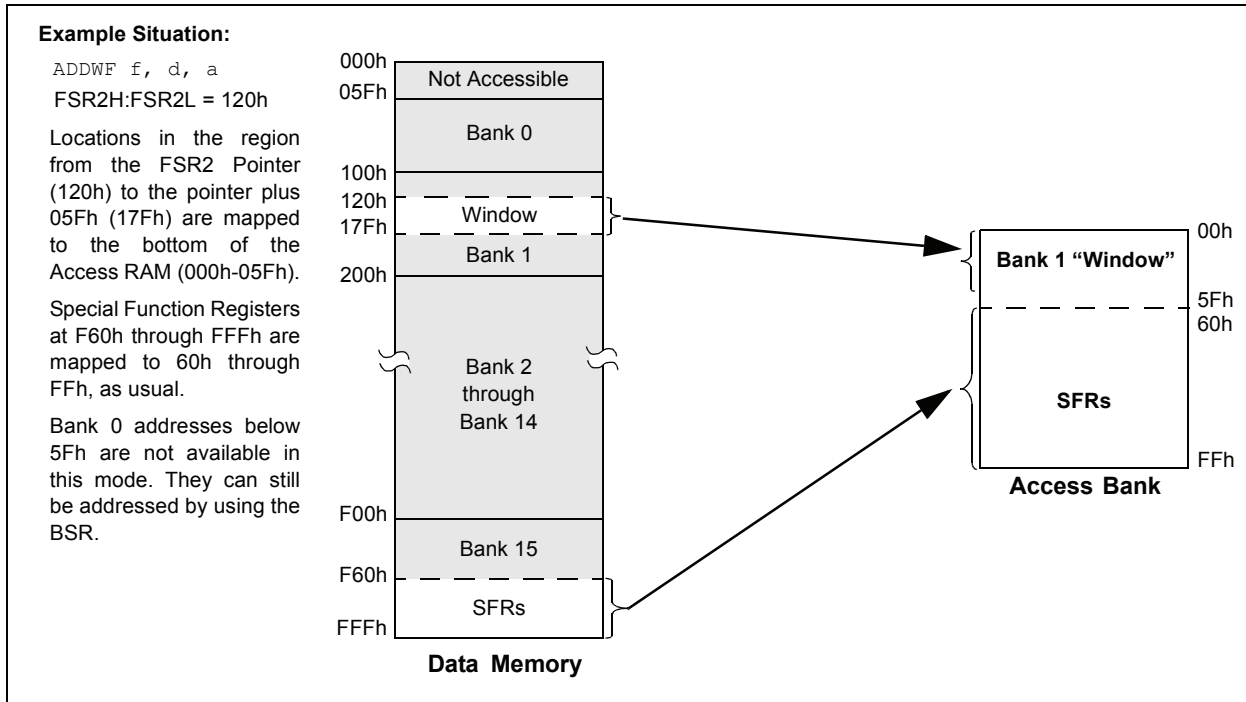 Example Situation:
ADDWF f, d, a
FSR2H:FSR2L = 120h
Locations in the region
from the FSR2 Pointer
(120h) to the pointer plus
05Fh (17Fh) are mapped
to the bottom of the
Access RAM (000h-05Fh).
Special Function Registers
at F60h through FFFh are
mapped to 60h through
FFh, as usual.
Bank 0 addresses below
5Fh are not available in
this mode. They can still
be addressed by using the
BSR.
000h
Not Accessible
05Fh
Bank 0
100h
120h
Window
17Fh
Bank 1
200h
Bank 2
through
Bank 14
F00h
Bank 15
F60h
SFRs
FFFh
Data Memory
00h
Bank 1 “Window”
5Fh
60h
SFRs
FFh
Access Bank